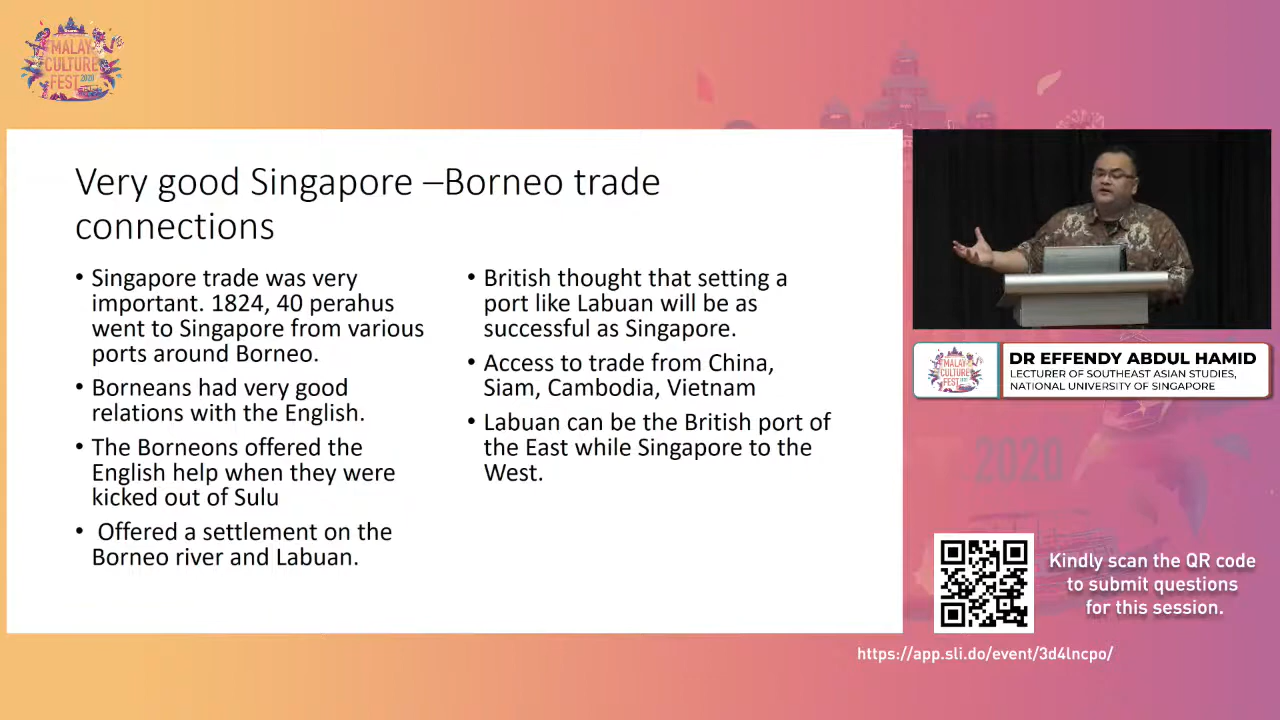 MALAY
CULTURE
FEST 2020
Very good Singapore –Borneo trade
connections
• Singapore trade was very
important. 1824, 40 perahus
went to Singapore from various
ports around Borneo.
• Borneans had very good
relations with the English.
• The Borneons offered the
English help when they were
kicked out of Sulu
• Offered a settlement on the
Borneo river and Labuan.
• British thought that setting a
port like Labuan will be as
successful as Singapore.
• Access to trade from China,
Siam, Cambodia, Vietnam
• Labuan can be the British port of
the East while Singapore to the
West.
MALAY
CULTURE
FEST
DR EFFENDY ABDUL HAMID
LECTURER OF SOUTHEAST ASIAN STUDIES,
NATIONAL UNIVERSITY OF SINGAPORE
2020
Kindly scan the QR code
to submit questions
for this session.
https://app.sli.do/event/3d4lncpo/